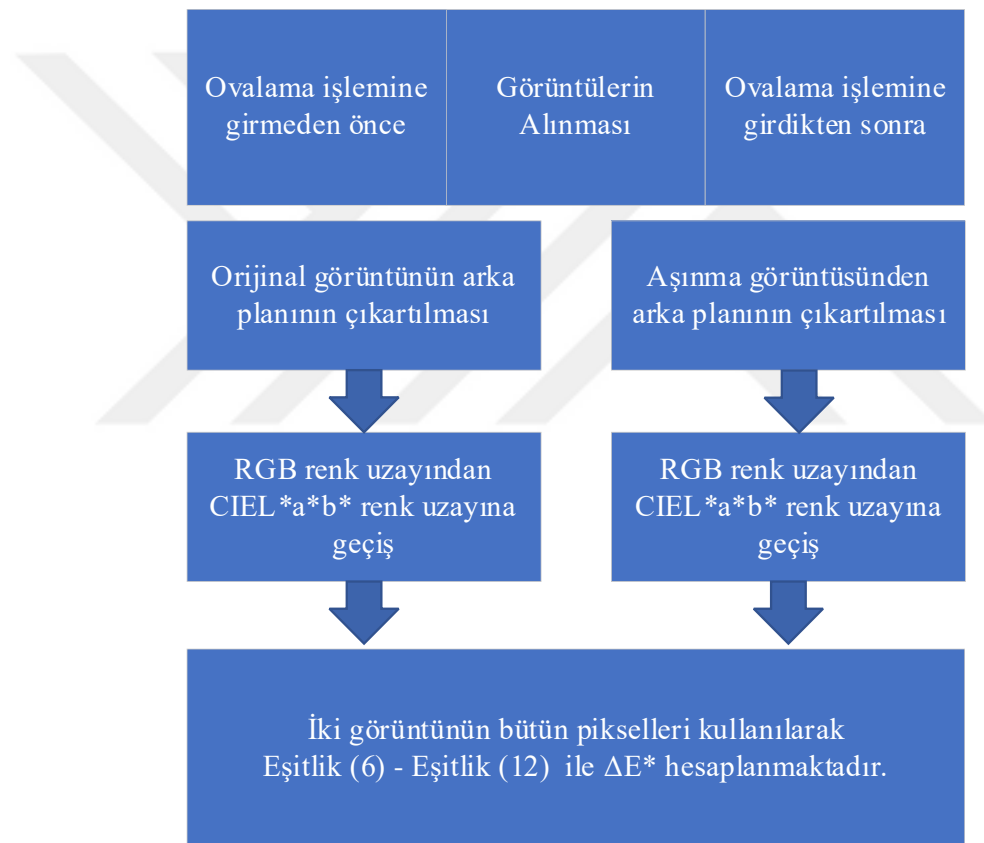 Ovalama işlemine
girmeden önce
Görüntülerin
Alınması
Ovalama işlemine
girdikten sonra
Orijinal görüntünün arka
planının çıkartılması
Aşınma görüntüsünden
arka planının çıkartılması
RGB renk uzayından
CIEL*a*b* renk uzayına
geçiş
RGB renk uzayından
CIEL*a*b* renk uzayına
geçiş
İki görüntünün bütün pikselleri kullanılarak
Eşitlik (6) - Eşitlik (12) ile ΔE* hesaplanmaktadır.